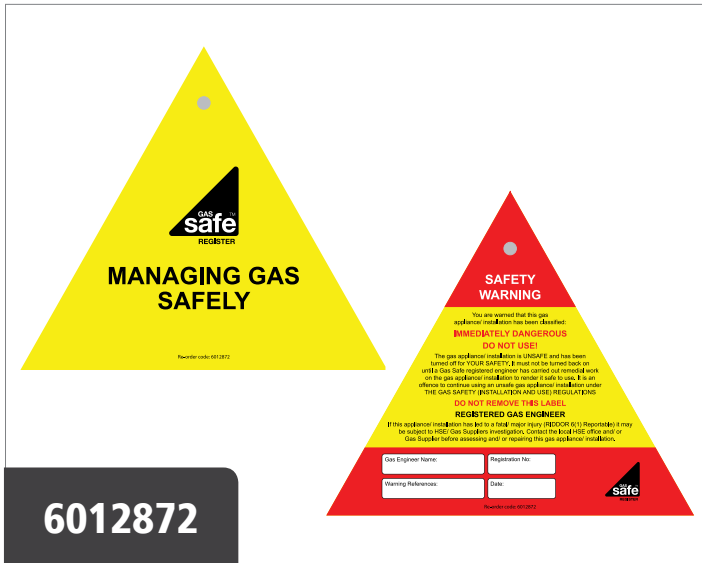 GAS
safe™
REGISTER
MANAGING GAS
SAFELY
Re-order code: 6012872
SAFETY
WARNING
You are warned that this gas
appliance/ installation has been classified:
IMMEDIATELY DANGEROUS
DO NOT USE!
The gas appliance/ installation is UNSAFE and has been
turned off for YOUR SAFETY, It must not be turned back on
until a Gas Safe registered engineer has carried out remedial work
on the gas appliance/ installation to render it safe to use. It is an
offence to continue using an unsafe gas appliance/ installation under
THE GAS SAFETY (INSTALLATION AND USE) REGULATIONS
DO NOT REMOVE THIS LABEL
REGISTERED GAS ENGINEER
If this appliance/ installation has led to a fatal/ major injury (RIDDOR 6(1) Reportable) it may
be subject to HSE/ Gas Suppliers investigation. Contact the local HSE office and/ or
Gas Supplier before assessing and/ or repairing this gas appliance/ installation.
Gas Engineer Name:
Registration No:
Warning References:
Date:
GAS
safe™
REGISTER
Re-order code: 6012872
6012872